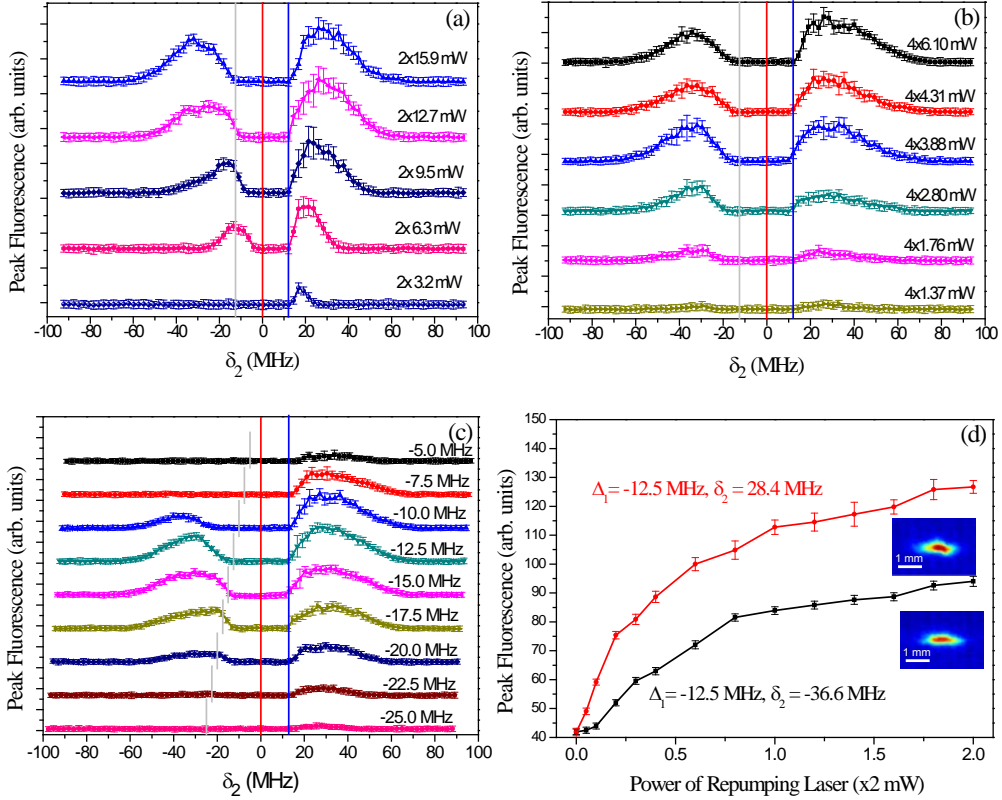 (a)
2x15.9 mW
2x12.7 mW
2x 9.5 mW
2x 6.3 mW
2x 3.2 mW
Peak Fluorescence (arb. units)
-100 -80 -60 -40 -20 0 20 40 60 80 100
δ2 (MHz)
(b)
4x6.10 mW
4x4.31 mW
4x3.88 mW
4x2.80 mW
4x1.76 mW
4x1.37 mW
Peak Fluorescence (arb. units)
-100 -80 -60 -40 -20 0 20 40 60 80 100
δ2 (MHz)
(c)
-5.0 MHz
-7.5 MHz
-10.0 MHz
-12.5 MHz
-15.0 MHz
-17.5 MHz
-20.0 MHz
-22.5 MHz
-25.0 MHz
Peak Fluorescence (arb. units)
-100 -80 -60 -40 -20 0 20 40 60 80 100
δ2 (MHz)
(d)
150
140
130
120
110
100
90
80
70
60
50
40
Peak Fluorescence (arb. units)
Δ1 = -12.5 MHz, δ2 = 28.4 MHz
1 mm
1 mm
Δ1 = -12.5 MHz, δ2 = -36.6 MHz
0.0 0.5 1.0 1.5 2.0
Power of Repumping Laser (x2 mW)